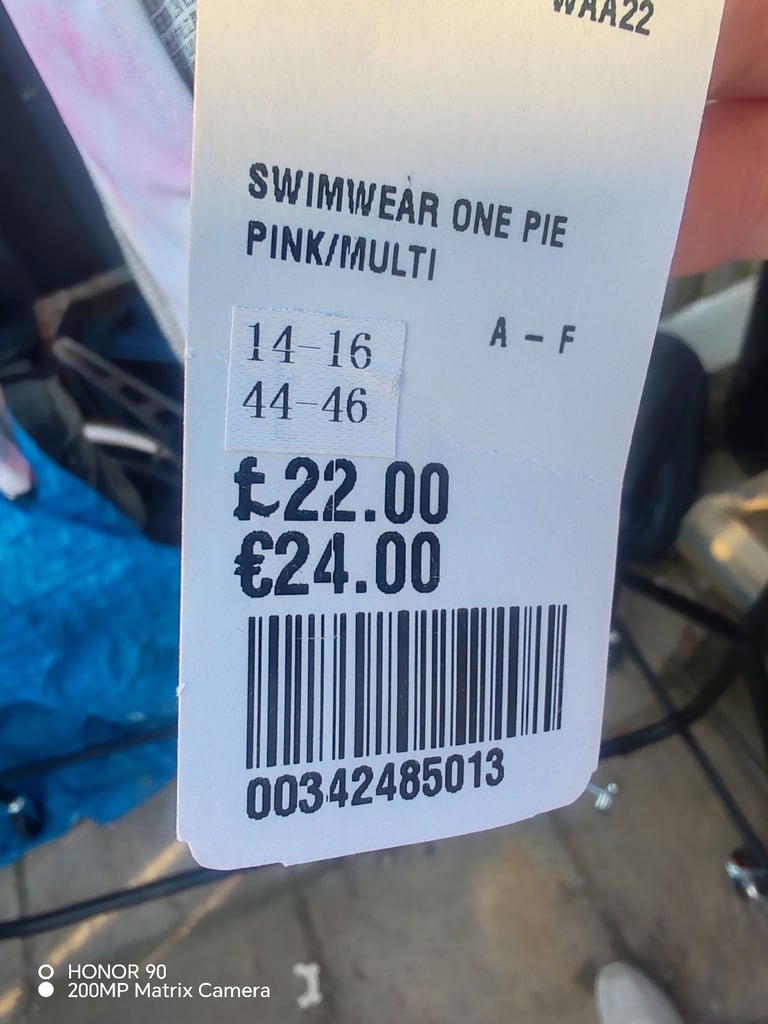 WAA22
SWIMWEAR ONE PIE
PINK/MULTI
A - F
14-16
44-46
£22.00
€24.00
00342485013
HONOR 90
200MP Matrix Camera